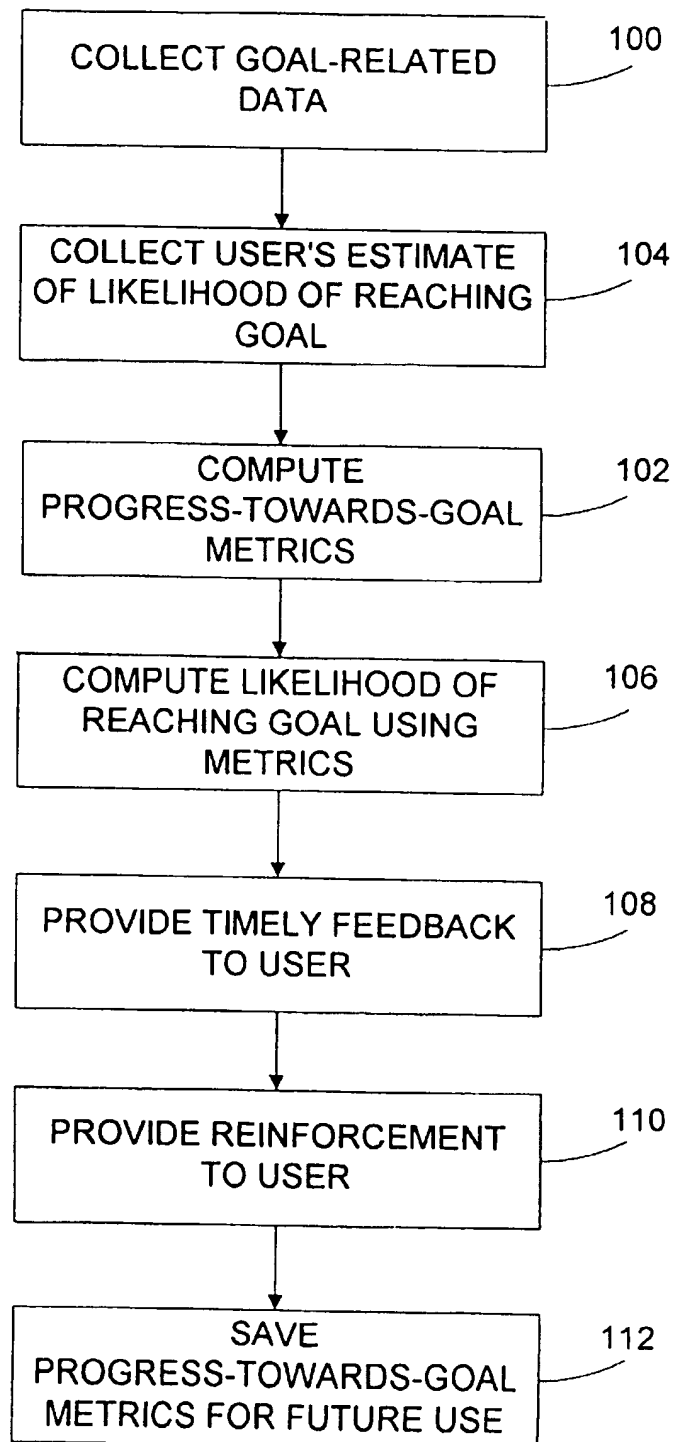 COLLECT GOAL-RELATED
DATA
100
COLLECT USER'S ESTIMATE
OF LIKELIHOOD OF REACHING
GOAL
104
COMPUTE
PROGRESS-TOWARDS-GOAL
METRICS
102
COMPUTE LIKELIHOOD OF
REACHING GOAL USING
METRICS
106
PROVIDE TIMELY FEEDBACK
TO USER
108
PROVIDE REINFORCEMENT
TO USER
110
SAVE
PROGRESS-TOWARDS-GOAL
METRICS FOR FUTURE USE
112